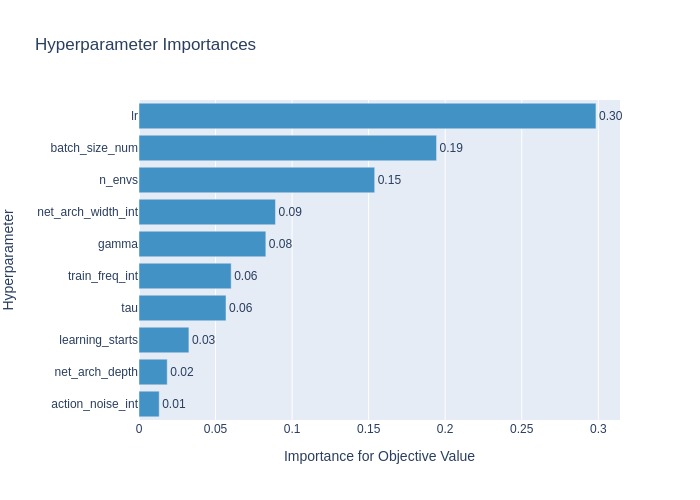 Hyperparameter Importances
Hyperparameter
lr 0.30
batch_size_num 0.19
n_envs 0.15
net_arch_width_int 0.09
gamma 0.08
train_freq_int 0.06
tau 0.06
learning_starts 0.03
net_arch_depth 0.02
action_noise_int 0.01
0 0.05 0.1 0.15 0.2 0.25 0.3
Importance for Objective Value